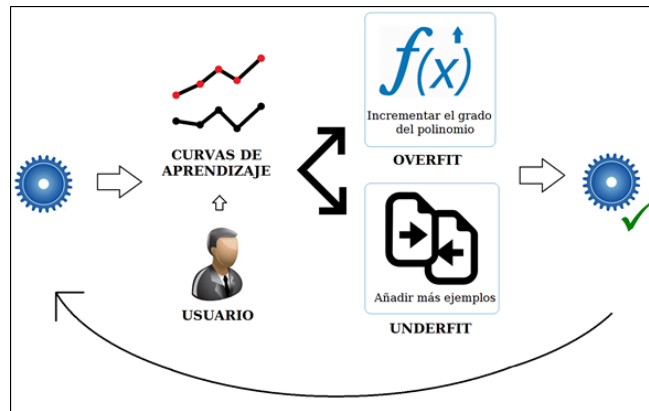 f(x)
Incrementar el grado
del polinomio
OVERFIT
CURVAS DE
APRENDIZAJE
USUARIO
Añadir más ejemplos
UNDERFIT